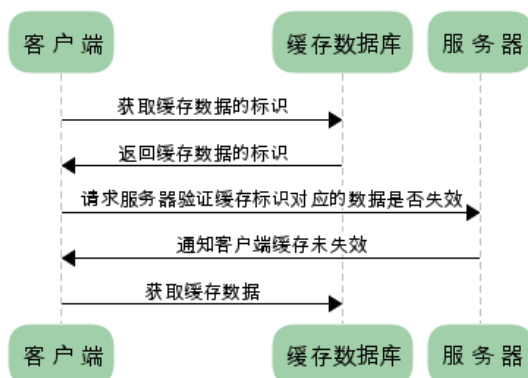 客户端 缓存数据库 服务器
获取缓存数据的标识
返回缓存数据的标识
请求服务器验证缓存标识对应的数据是否失效
通知客户端缓存未失效
获取缓存数据
客户端 缓存数据库 服务器